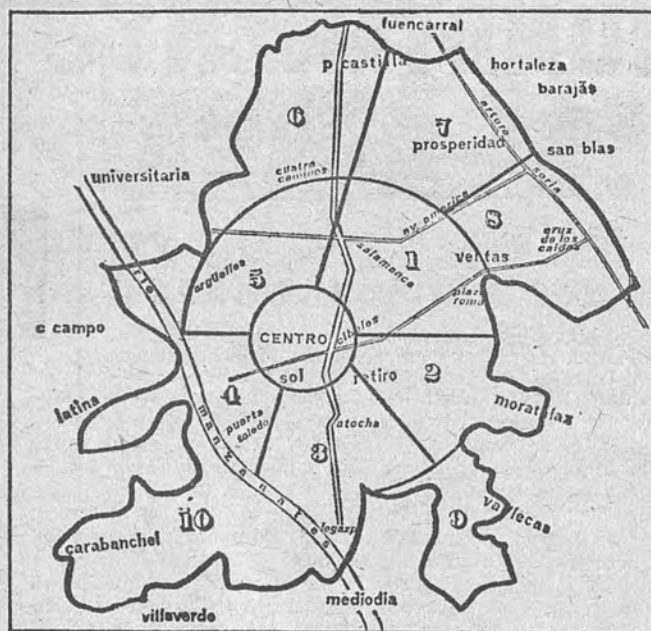 fuencarral
p castilla
hortaleza
barajas
6
7
arturo
prosperidad
san blas
cuatro
caminos
universitaria
soria
av. america
8
cruz
de los
caidos
1
salamanca
ventas
arguelles
5
plaza
roma
rio
c campo
CENTRO
cibeles
2
sol
retiro
4
latina
moratalaz
puerta
toledo
atocha
3
manzanares
vallecas
9
10
legazpi
carabanchel
mediodia
villaverde